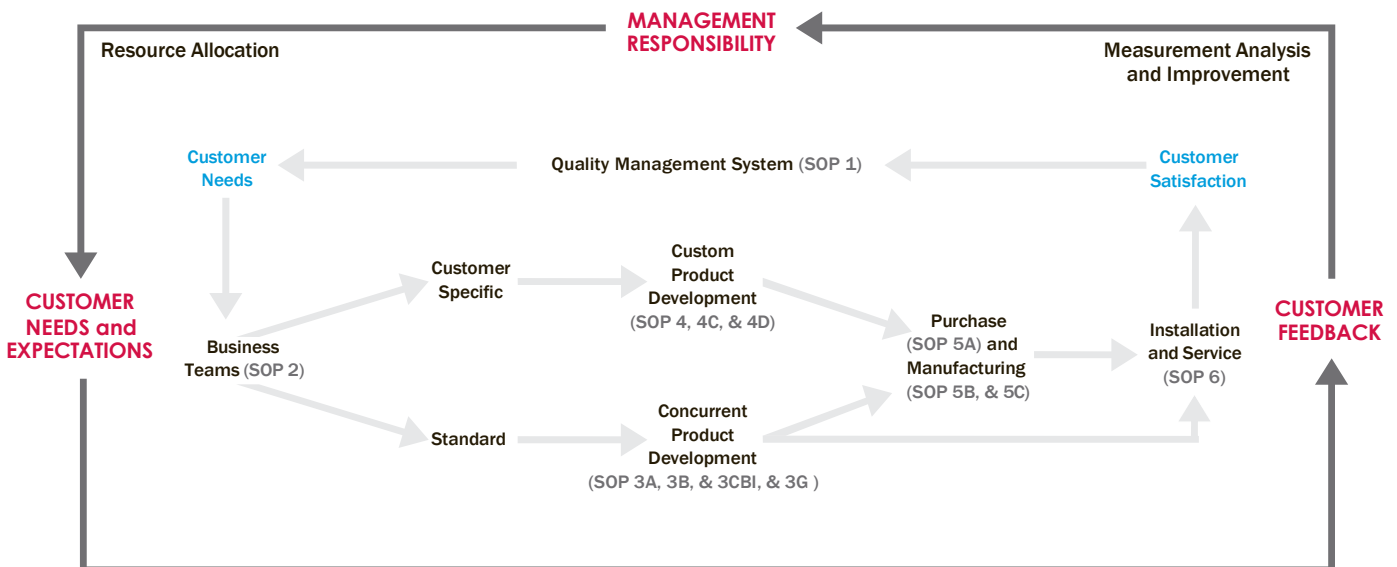 MANAGEMENT
RESPONSIBILITY
Resource Allocation
Measurement Analysis
and Improvement
Customer
Needs
Quality Management System (SOP 1)
Customer
Satisfaction
CUSTOMER
NEEDS and
EXPECTATIONS
Business
Teams (SOP 2)
Customer
Specific
Custom
Product
Development
(SOP 4, 4C, & 4D)
Standard
Concurrent
Product
Development
(SOP 3A, 3B, & 3CBI, & 3G )
Purchase
(SOP 5A) and
Manufacturing
(SOP 5B, & 5C)
Installation
and Service
(SOP 6)
CUSTOMER
FEEDBACK